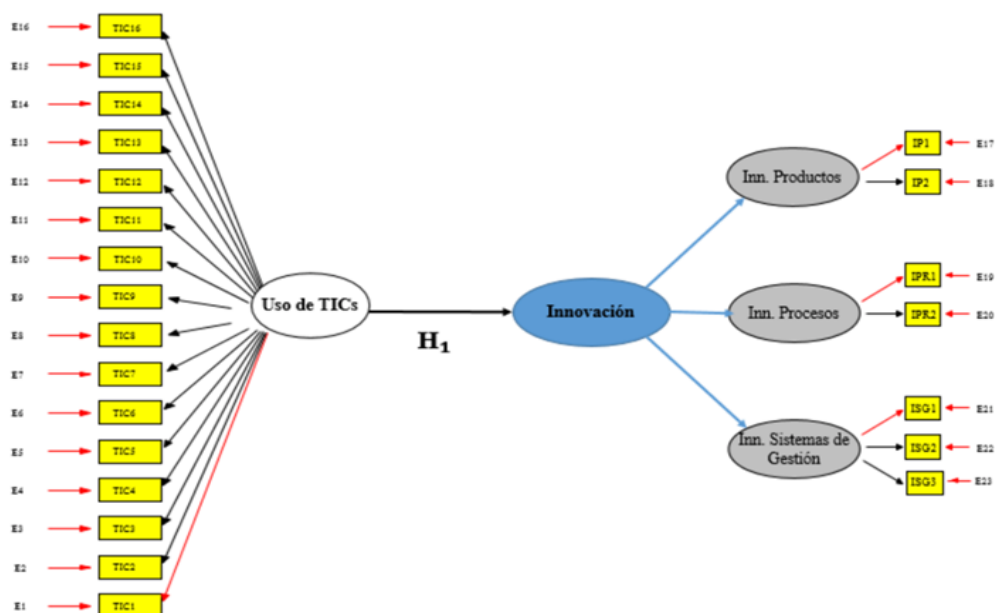 E16 TIC16
E15 TIC15
E14 TIC14
E13 TIC13
E12 TIC12
E11 TIC11
E10 TIC10
E9 TIC9
E8 TIC8
E7 TIC7
E6 TIC6
E5 TIC5
E4 TIC4
E3 TIC3
E2 TIC2
E1 TIC1
Uso de TICs
H₁
Innovación
Inn. Productos
IP1 E17
IP2 E18
Inn. Procesos
IPR1 E19
IPR2 E20
Inn. Sistemas de
Gestión
ISG1 E21
ISG2 E22
ISG3 E23